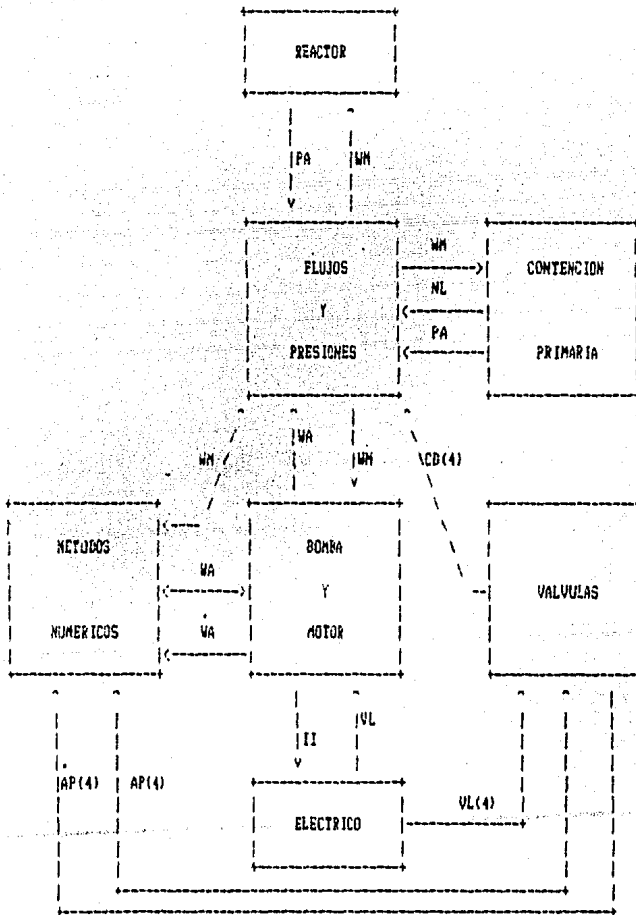 REACTOR
PA
WM
FLUJOS
Y
PRESIONES
WM
NL
PA
CONTENCION
PRIMARIA
WM
WA
WM
CD(4)
METODOS
NUMERICOS
WA
WA
BOMBA
Y
MOTOR
VALVULAS
II
VL
AP(4)
AP(4)
ELECTRICO
VL(4)